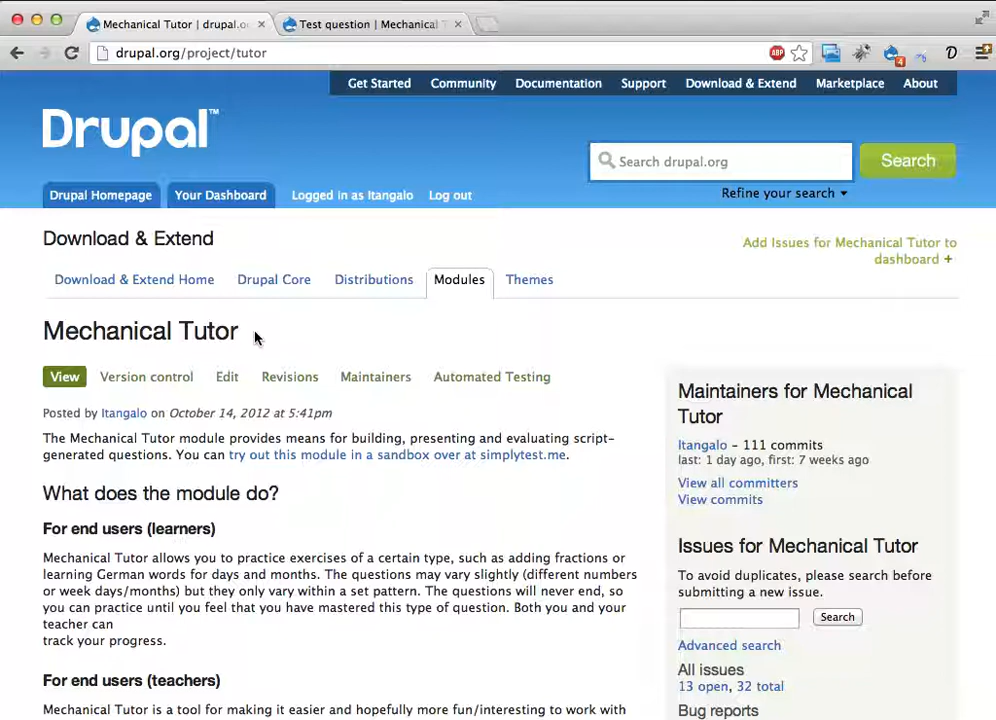 Mechanical Tutor | drupal.o
Test question | Mechanical T
drupal.org/project/tutor
ABP
4
D
Get Started Community Documentation Support Download & Extend Marketplace About
Drupal™
Search drupal.org
Search
Refine your search
Drupal Homepage Your Dashboard Logged in as Itangalo Log out
Download & Extend
Add Issues for Mechanical Tutor to
dashboard +
Download & Extend Home Drupal Core Distributions Modules Themes
Mechanical Tutor
View Version control Edit Revisions Maintainers Automated Testing
Posted by Itangalo on October 14, 2012 at 5:41pm
The Mechanical Tutor module provides means for building, presenting and evaluating script-
generated questions. You can try out this module in a sandbox over at simplytest.me.
What does the module do?
For end users (learners)
Mechanical Tutor allows you to practice exercises of a certain type, such as adding fractions or
learning German words for days and months. The questions may vary slightly (different numbers
or week days/months) but they only vary within a set pattern. The questions will never end, so
you can practice until you feel that you have mastered this type of question. Both you and your
teacher can
track your progress.
For end users (teachers)
Mechanical Tutor is a tool for making it easier and hopefully more fun/interesting to work with
Maintainers for Mechanical
Tutor
Itangalo – 111 commits
last: 1 day ago, first: 7 weeks ago
View all committers
View commits
Issues for Mechanical Tutor
To avoid duplicates, please search before
submitting a new issue.
Search
Advanced search
All issues
13 open, 32 total
Bug reports